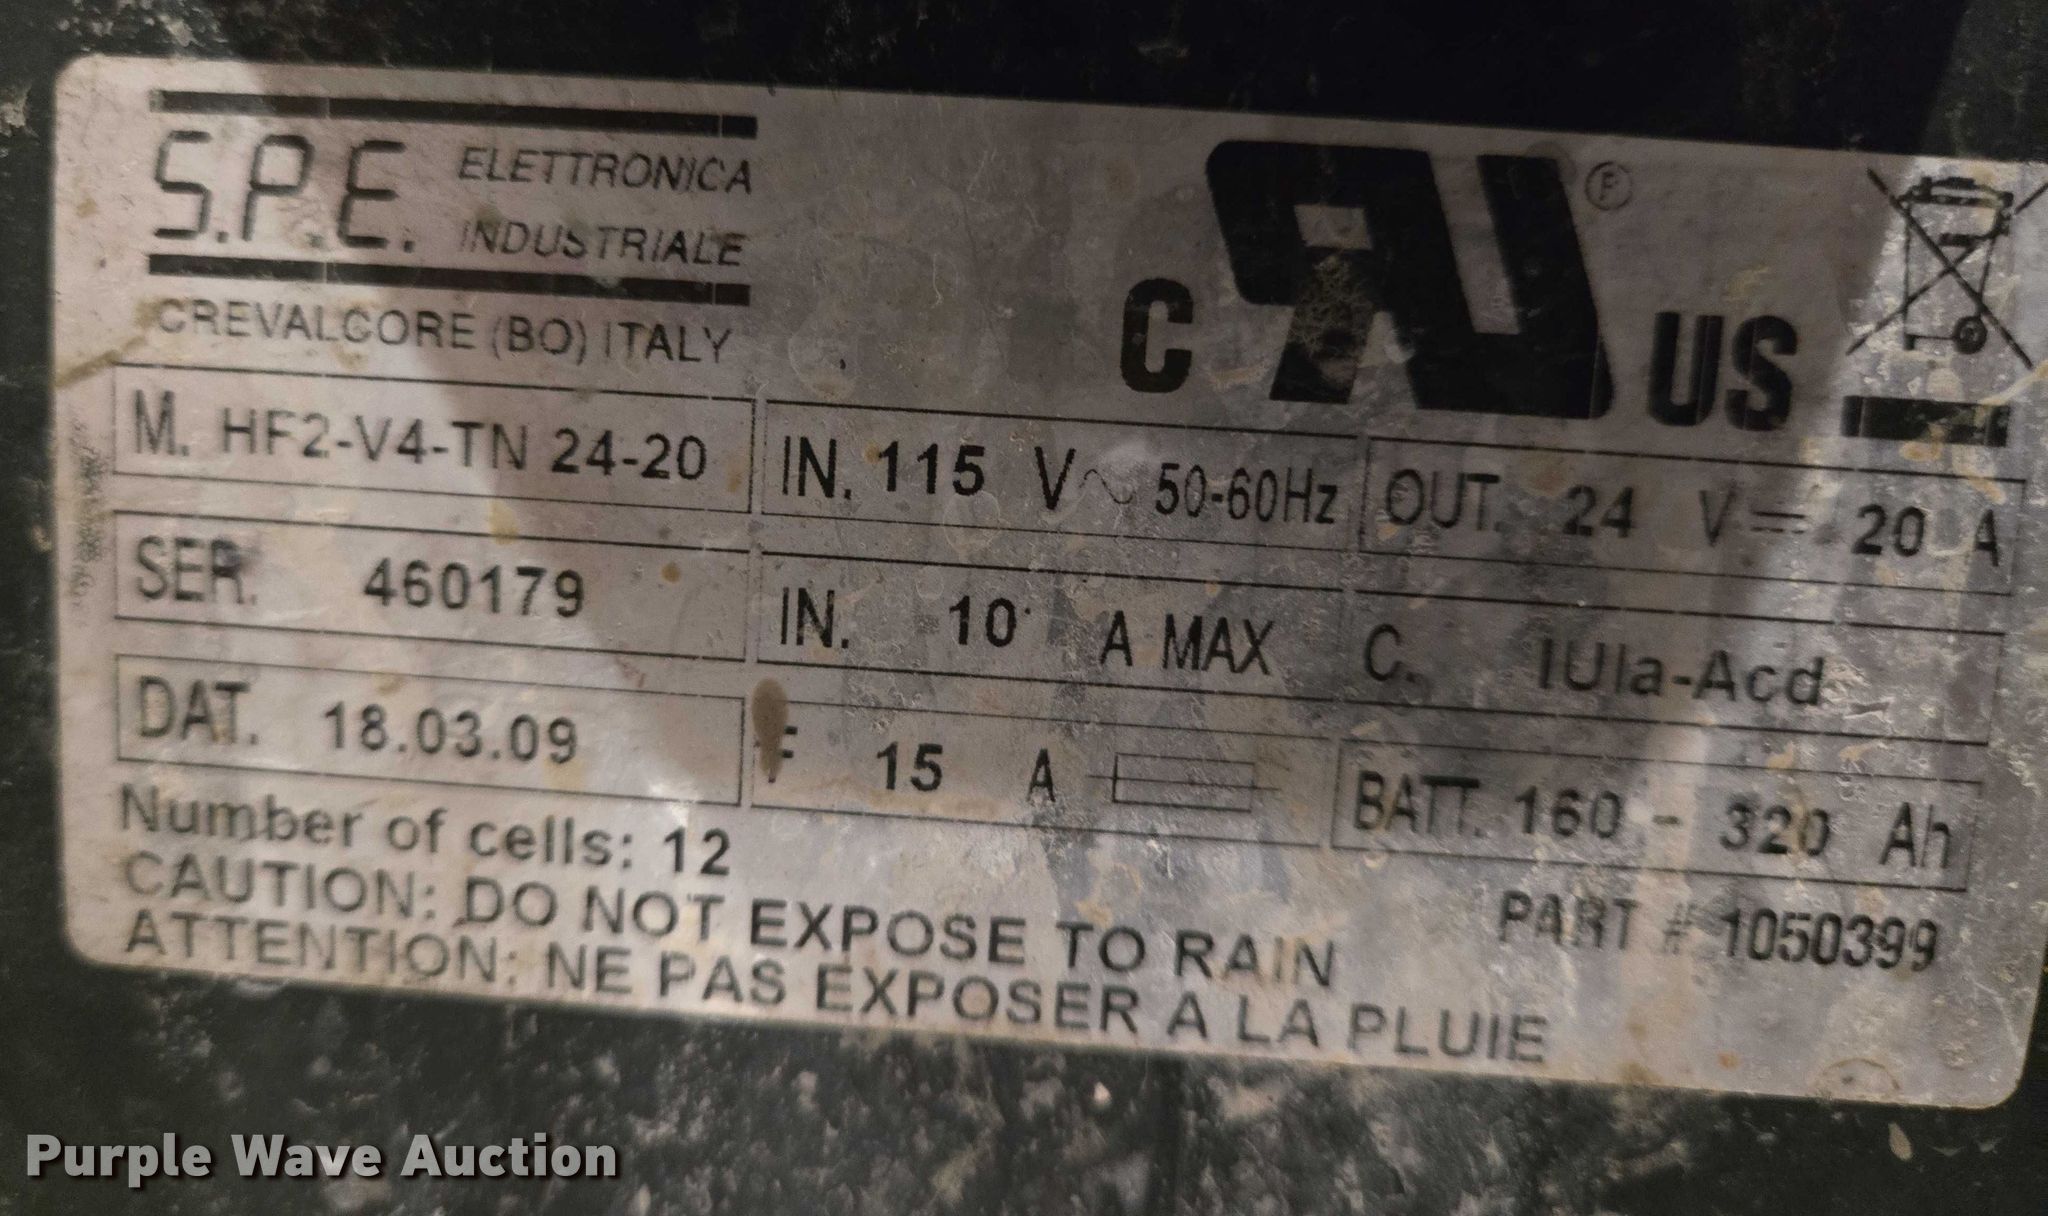 S.P.E. ELETTRONICA
INDUSTRIALE
CREVALCORE (BO) ITALY
C RU ® US
M. HF2-V4-TN 24-20
IN. 115 V~ 50-60Hz
OUT. 24 V⎓ 20 A
SER. 460179
IN. 10 A MAX
C. IUIa-Acd
DAT. 18.03.09
F 15 A
BATT. 160 - 320 Ah
Number of cells: 12
PART # 1050399
CAUTION: DO NOT EXPOSE TO RAIN
ATTENTION: NE PAS EXPOSER A LA PLUIE
Purple Wave Auction